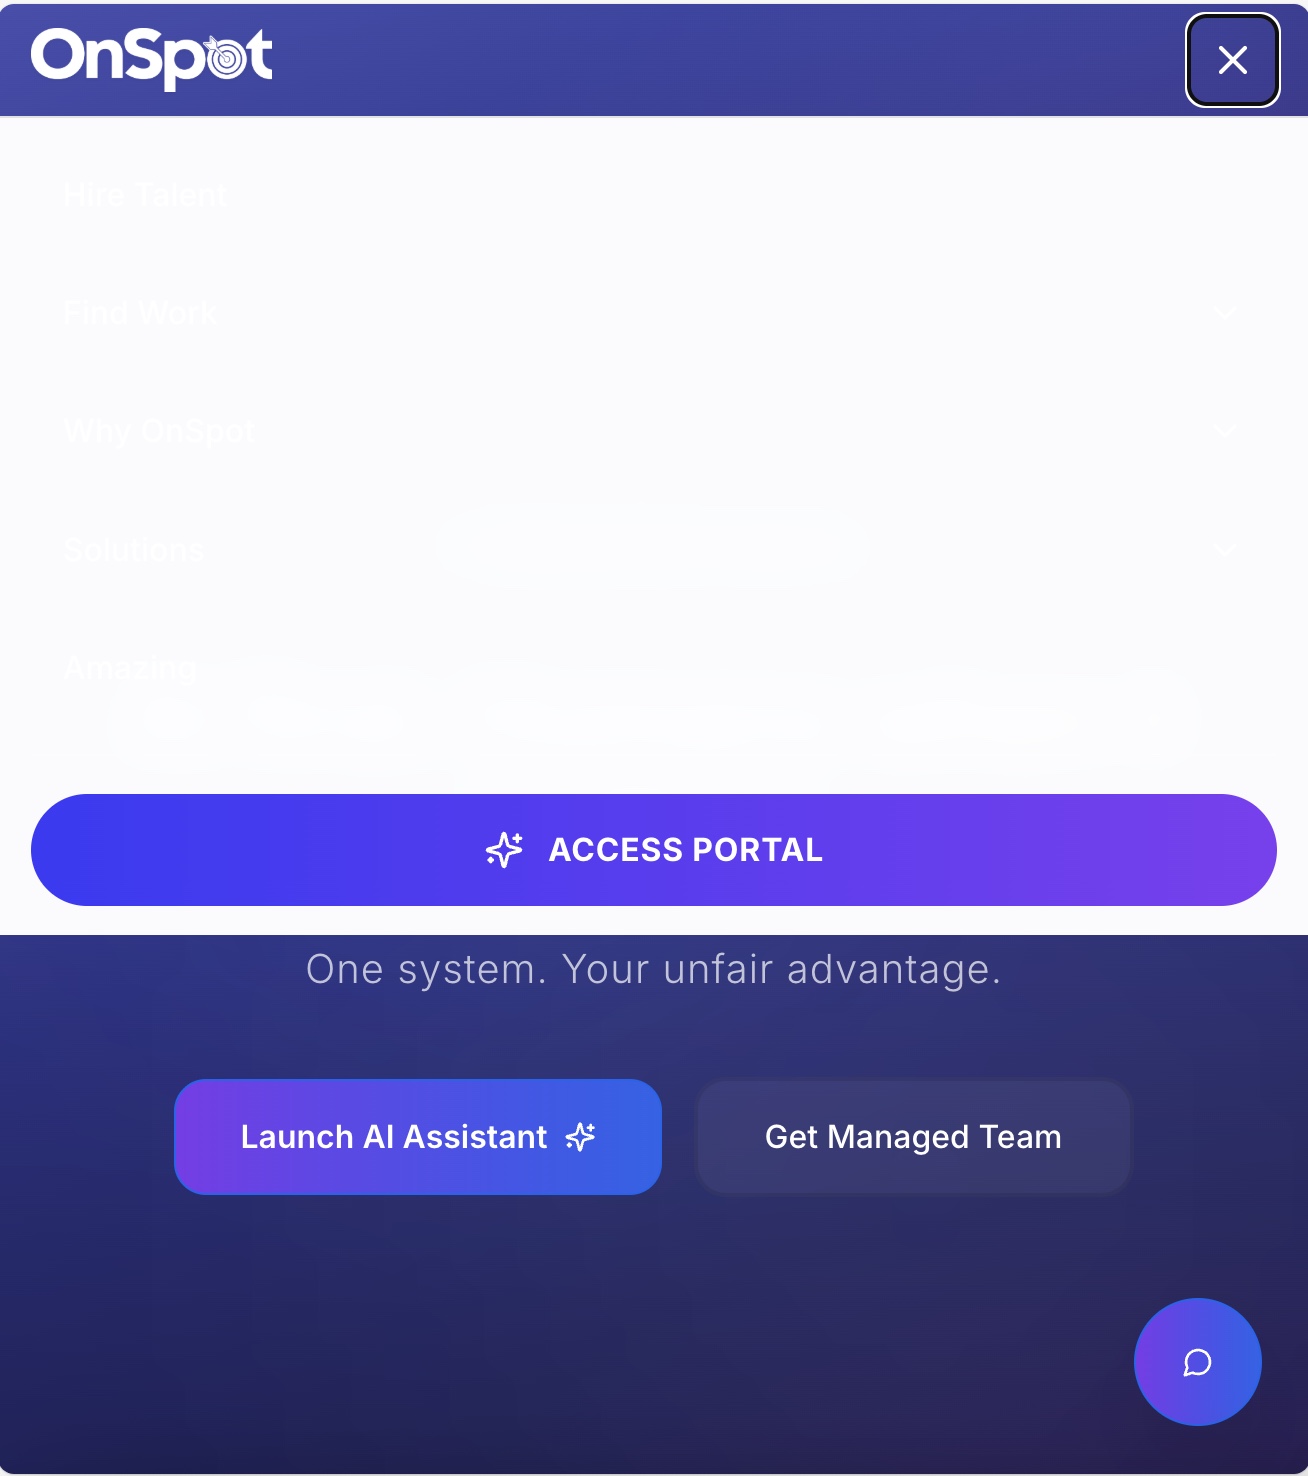 OnSpot
Hire Talent
Find Work
Why OnSpot
Solutions
Amazing
ACCESS PORTAL
One system. Your unfair advantage.
Launch AI Assistant
Get Managed Team